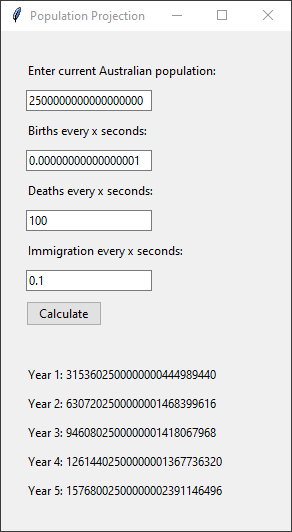 Population Projection
Enter current Australian population:
2500000000000000000
Births every x seconds:
0.00000000000000001
Deaths every x seconds:
100
Immigration every x seconds:
0.1
Calculate
Year 1: 3153602500000000444989440
Year 2: 6307202500000001468399616
Year 3: 9460802500000001418067968
Year 4: 12614402500000001367736320
Year 5: 15768002500000002391146496